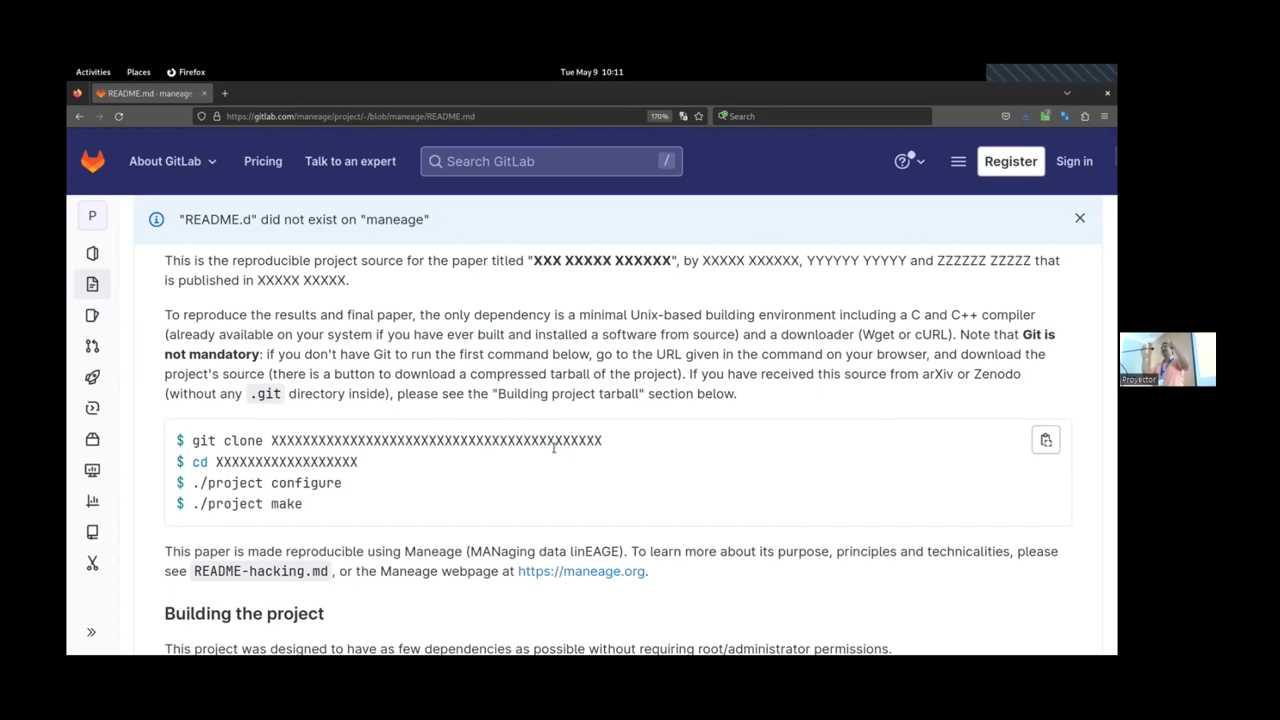 Activities Places Firefox Tue May 9 10:11
README.md - maneage
https://gitlab.com/maneage/project/-/blob/maneage/README.md 170% Search
About GitLab Pricing Talk to an expert Search GitLab / Register Sign in
P
"README.d" did not exist on "maneage"
This is the reproducible project source for the paper titled "XXX XXXXX XXXXXX", by XXXXX XXXXXX, YYYYYY YYYYY and ZZZZZZ ZZZZZ that
is published in XXXXX XXXXX.
To reproduce the results and final paper, the only dependency is a minimal Unix-based building environment including a C and C++ compiler
(already available on your system if you have ever built and installed a software from source) and a downloader (Wget or cURL). Note that Git is
not mandatory: if you don't have Git to run the first command below, go to the URL given in the command on your browser, and download the
project's source (there is a button to download a compressed tarball of the project). If you have received this source from arXiv or Zenodo
(without any .git directory inside), please see the "Building project tarball" section below.
$ git clone XXXXXXXXXXXXXXXXXXXXXXXXXXXXXXXXXXXXXXXXXX
$ cd XXXXXXXXXXXXXXXXXX
$ ./project configure
$ ./project make
This paper is made reproducible using Maneage (MANaging data linEAGE). To learn more about its purpose, principles and technicalities, please
see README-hacking.md, or the Maneage webpage at https://maneage.org.
Building the project
This project was designed to have as few dependencies as possible without requiring root/administrator permissions.
Proyector